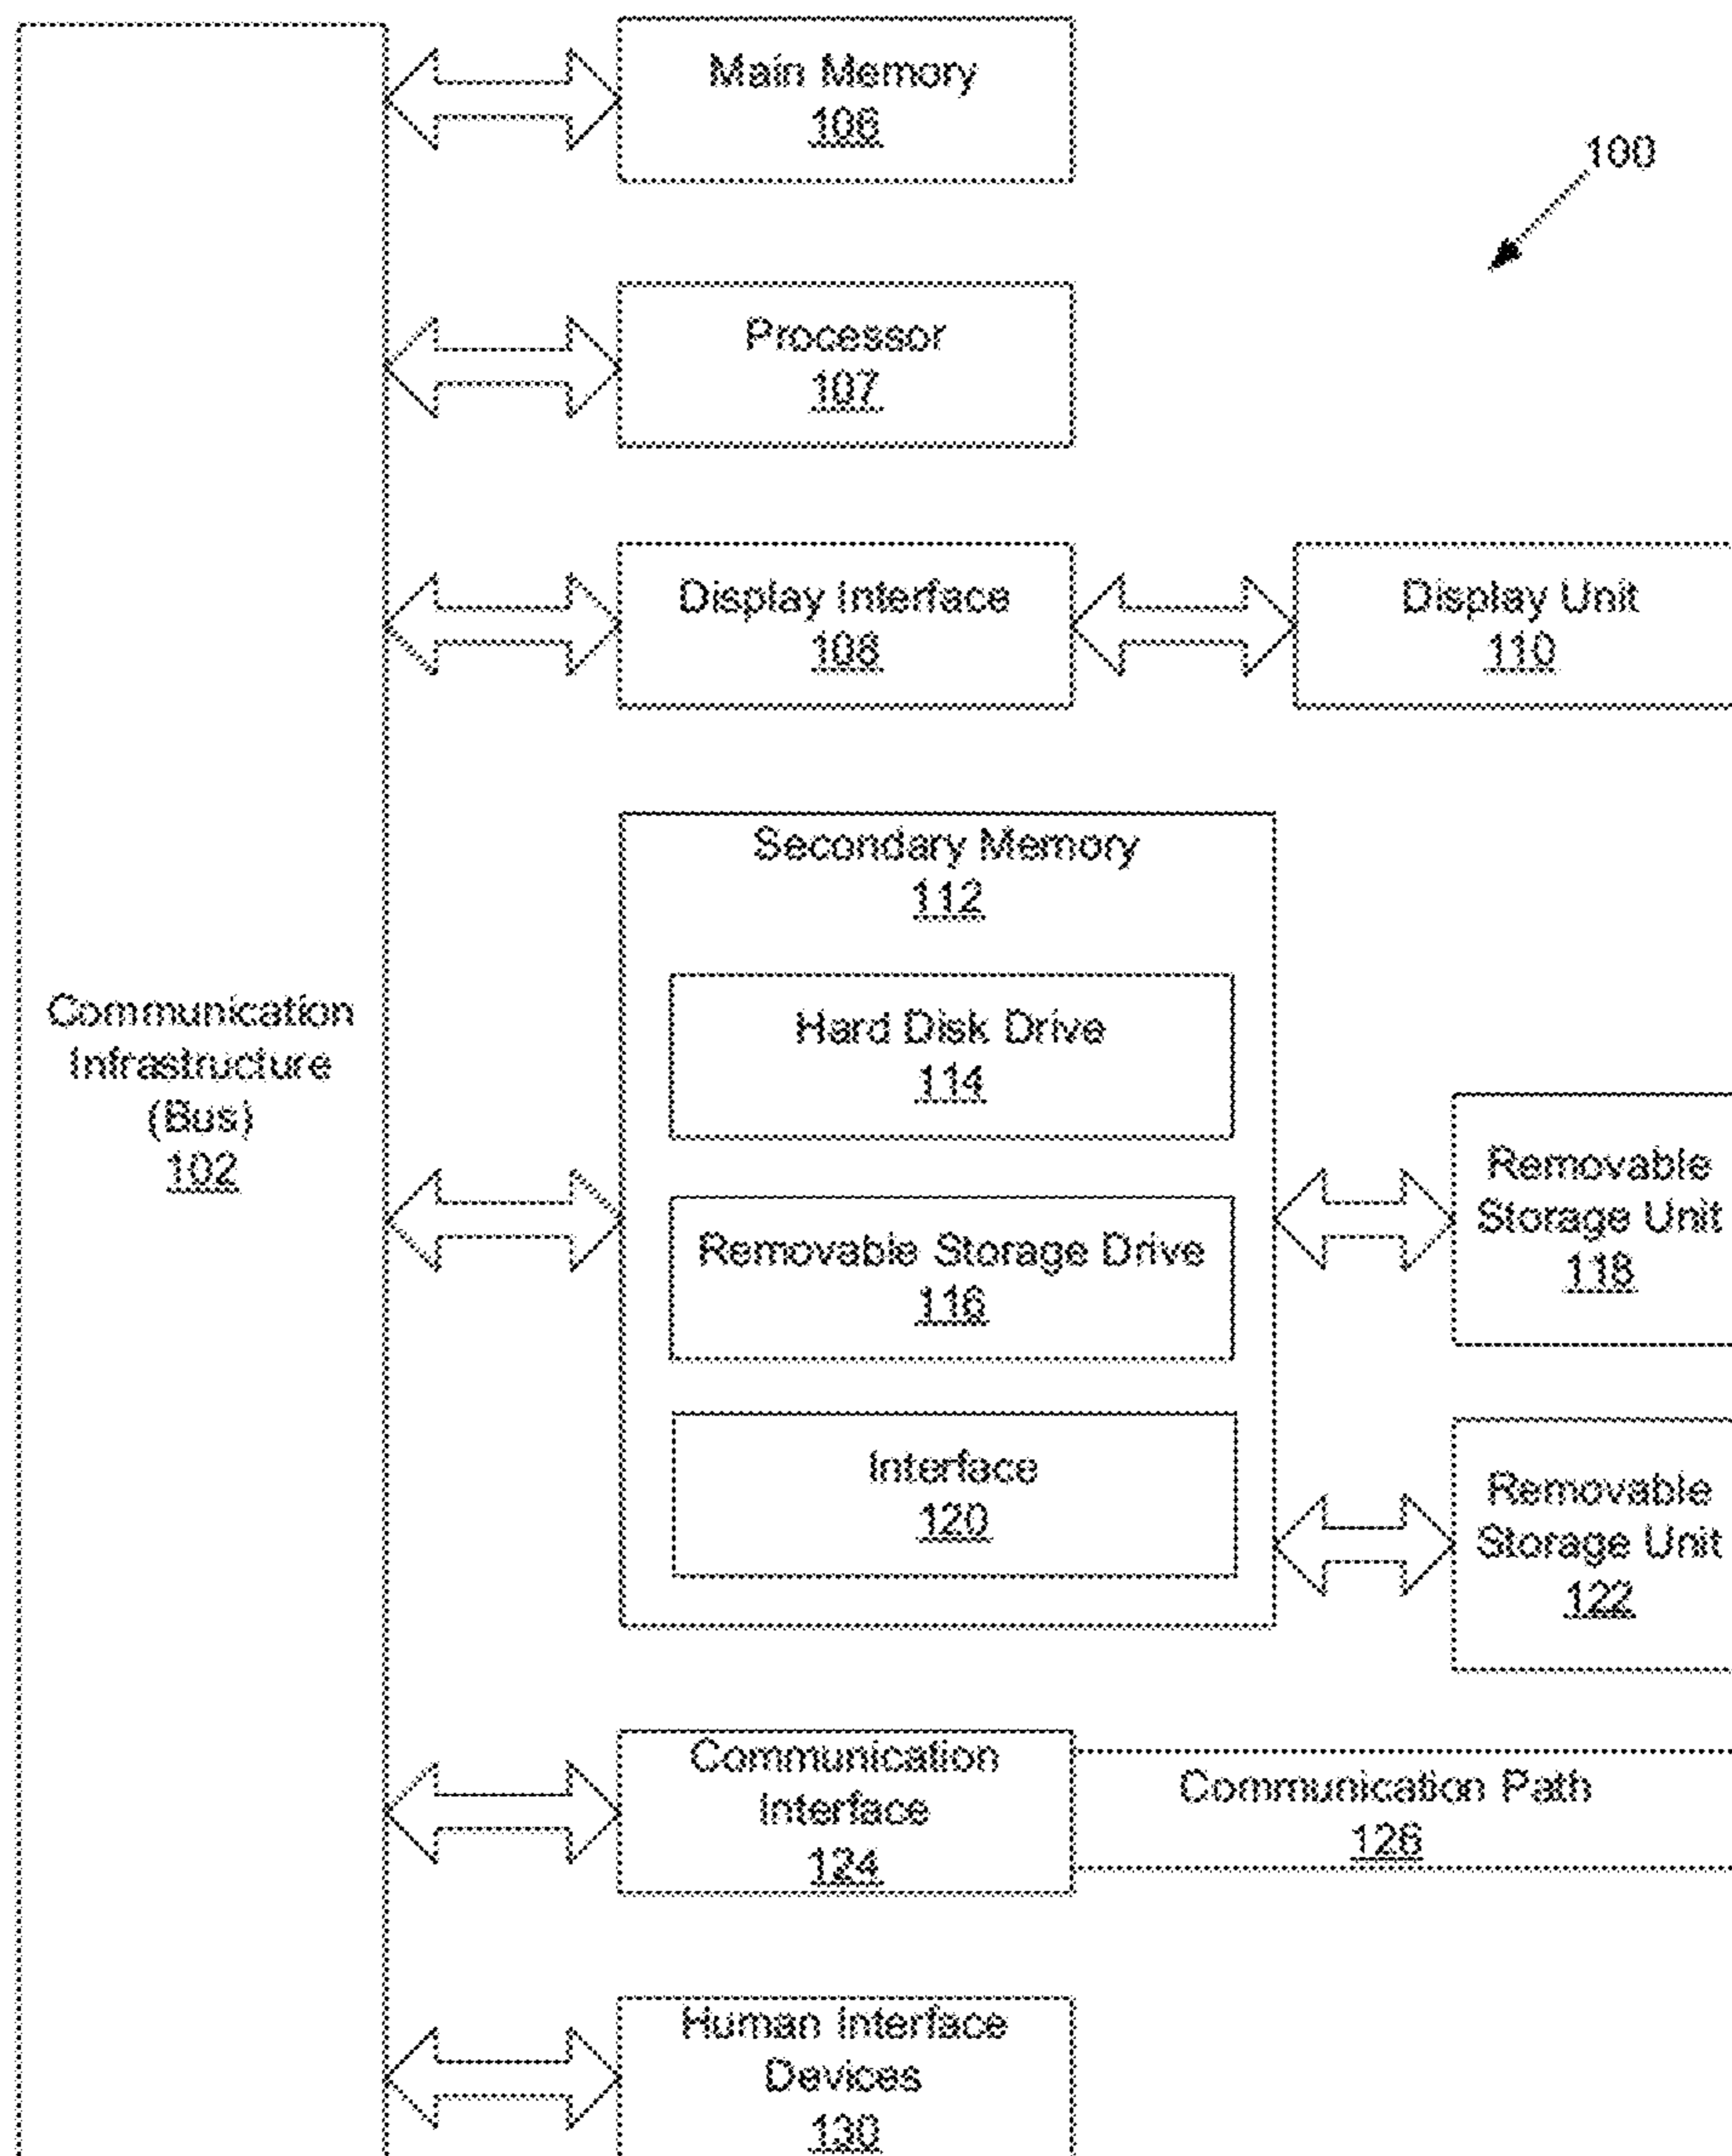 Main Memory
106
100
Processor
107
Display Interface
108
Display Unit
110
Secondary Memory
112
Hard Disk Drive
114
Communication
Infrastructure
(Bus)
102
Removable Storage Drive
116
Removable
Storage Unit
118
Interface
120
Removable
Storage Unit
122
Communication
Interface
124
Communication Path
126
Human Interface
Devices
130